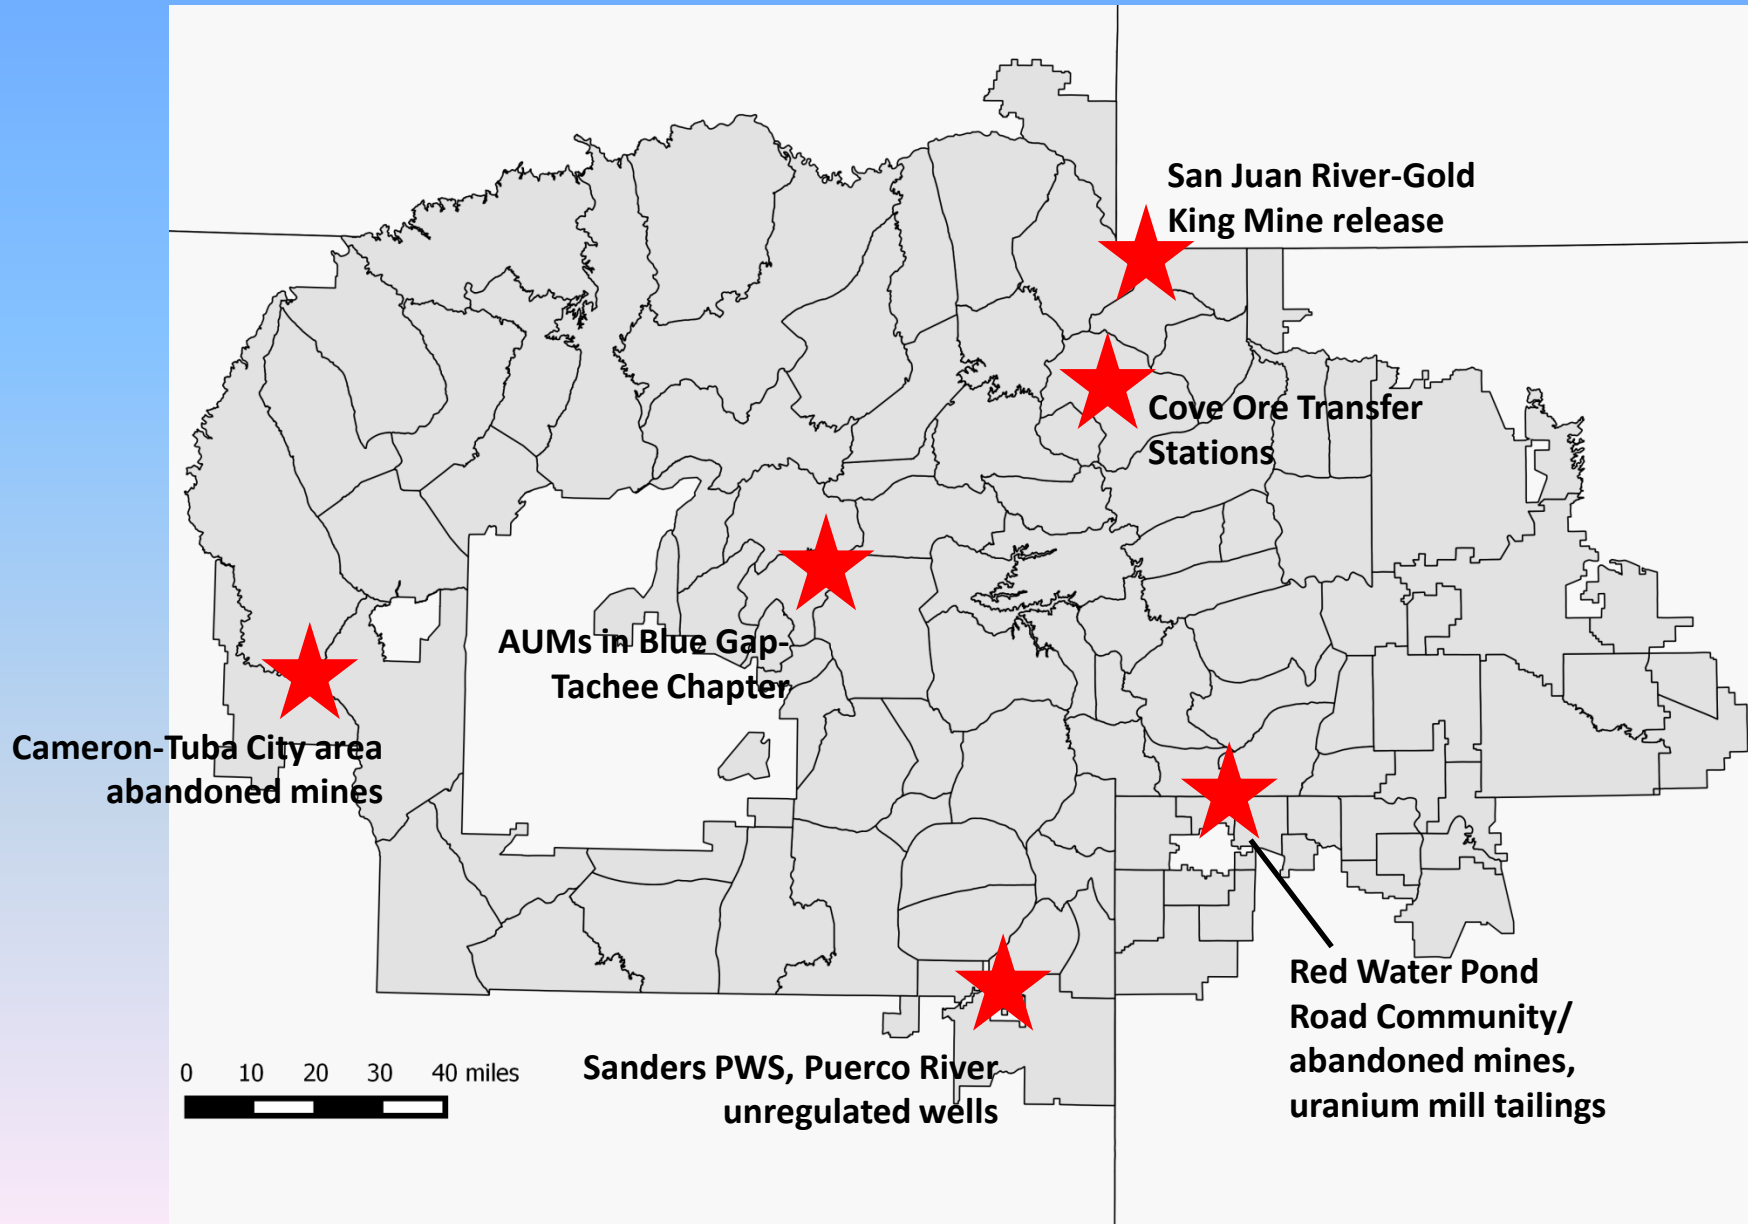 San Juan River-Gold
King Mine release
Cove Ore Transfer
Stations
AUMs in Blue Gap-
Tachee Chapter
Cameron-Tuba City area
abandoned mines
Red Water Pond
Road Community/
abandoned mines,
uranium mill tailings
Sanders PWS, Puerco River
unregulated wells
0 10 20 30 40 miles